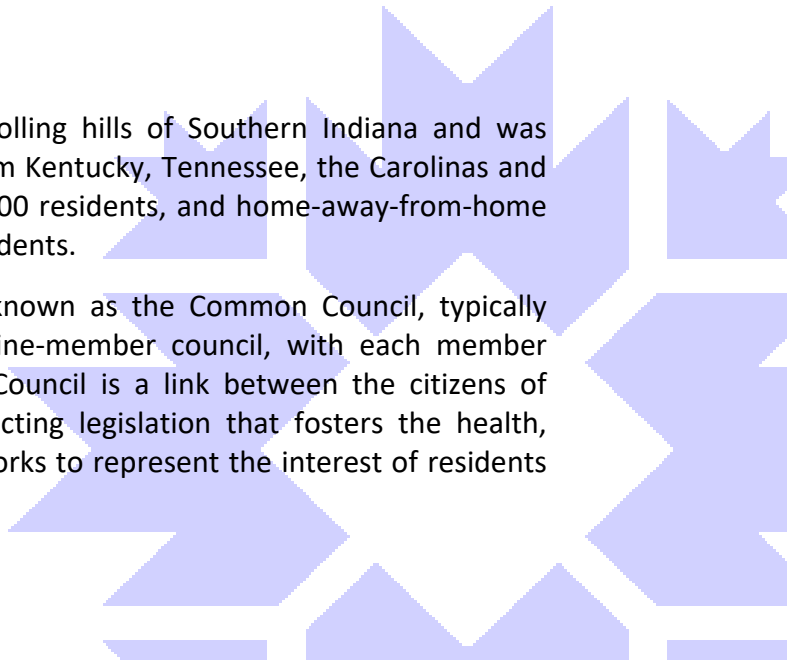 olling hills of Southern Indiana and was
m Kentucky, Tennessee, the Carolinas and
00 residents, and home-away-from-home
dents.
known as the Common Council, typically
ine-member council, with each member
Council is a link between the citizens of
cting legislation that fosters the health,
orks to represent the interest of residents